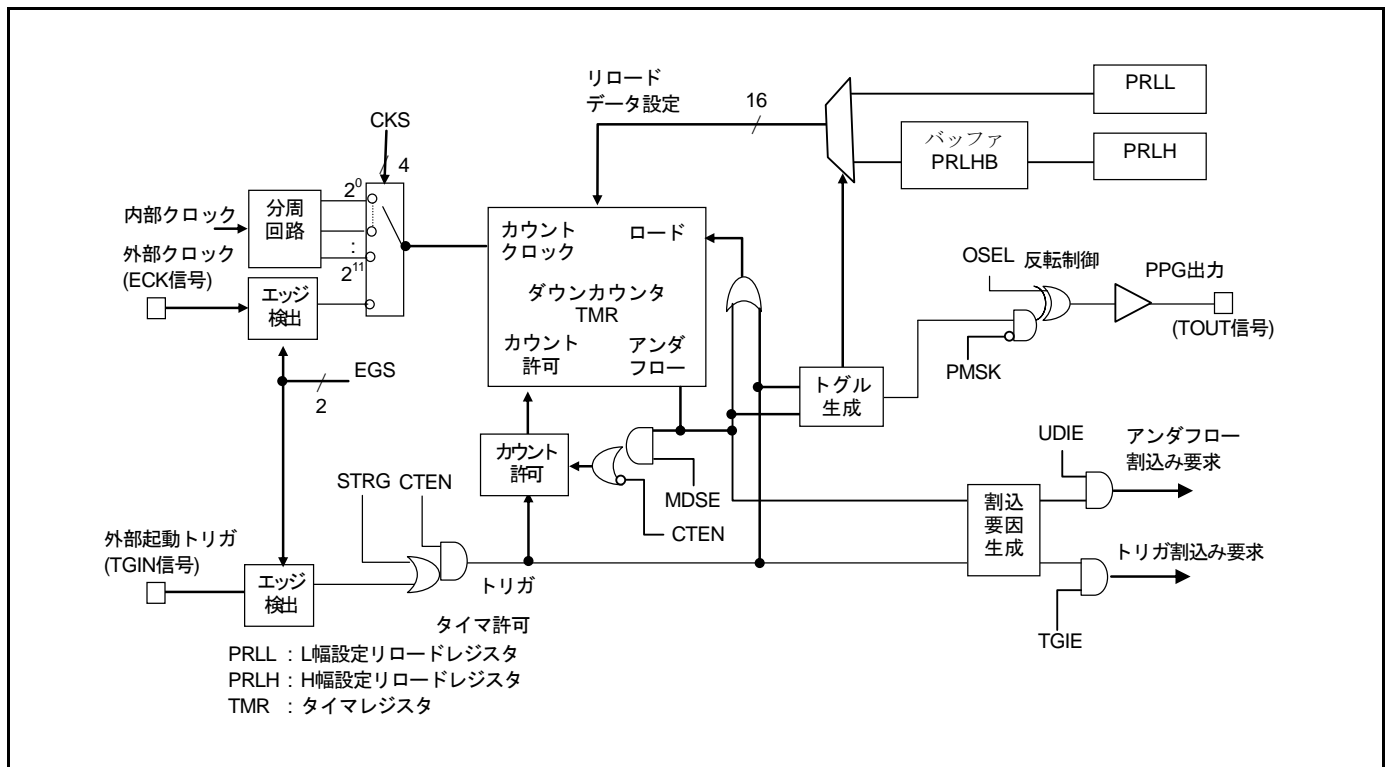 リロード
データ設定
16
PRLL
バッファ
PRLHB
PRLH
CKS
4
2^0
:
2^11
内部クロック
分周
回路
外部クロック
(ECK信号)
エッジ
検出
EGS
2
カウント
クロック
ロード
ダウンカウンタ
TMR
カウント
許可
アンダ
フロー
OSEL
反転制御
PPG出力
(TOUT信号)
PMSK
トグル
生成
カウント
許可
MDSE
CTEN
STRG
CTEN
UDIE
アンダフロー
割込み要求
割込
要因
生成
トリガ割込み要求
TGIE
外部起動トリガ
(TGIN信号)
エッジ
検出
トリガ
タイマ許可
PRLL : L幅設定リロードレジスタ
PRLH : H幅設定リロードレジスタ
TMR : タイマレジスタ